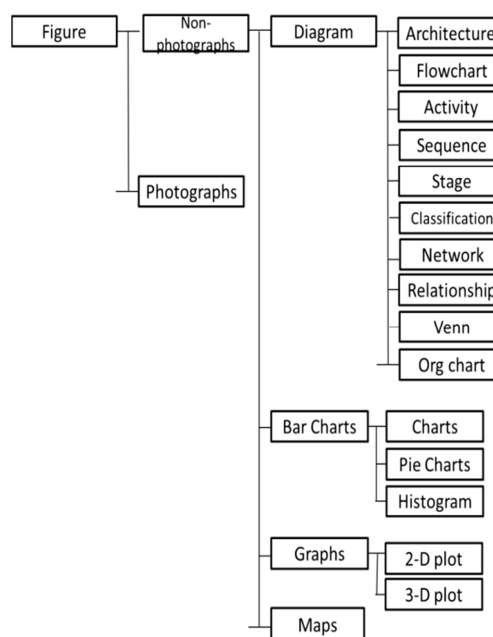 Figure
Non-
photographs
Diagram
Architecture
Flowchart
Activity
Sequence
Stage
Photographs
Classification
Network
Relationship
Venn
Org chart
Bar Charts
Charts
Pie Charts
Histogram
Graphs
2-D plot
3-D plot
Maps